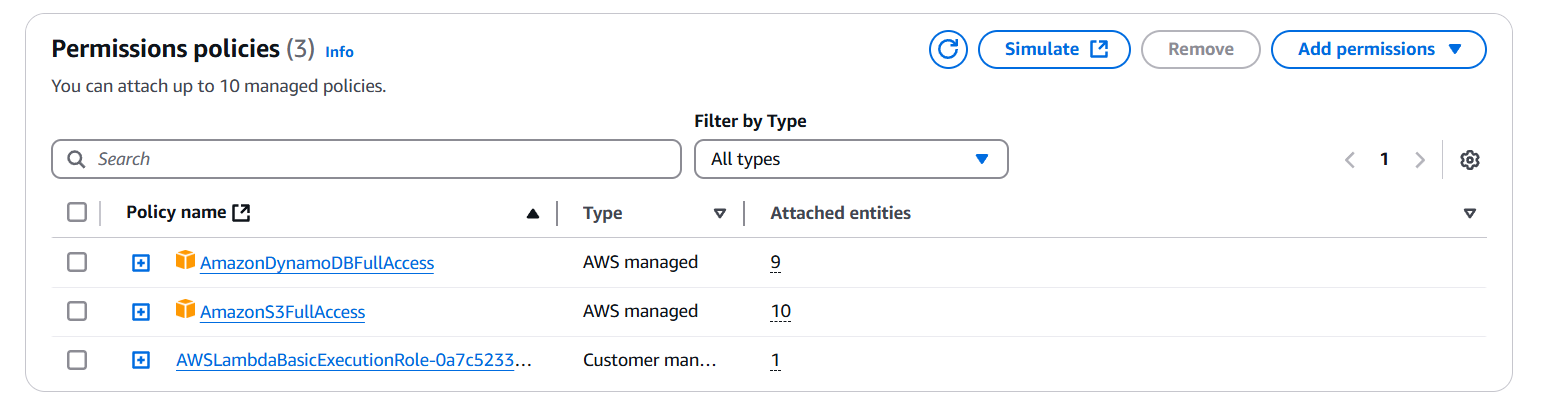 Permissions policies (3) Info
Simulate
Remove
Add permissions
You can attach up to 10 managed policies.
Filter by Type
Search
All types
1
Policy name
Type
Attached entities
AmazonDynamoDBFullAccess
AWS managed
9
AmazonS3FullAccess
AWS managed
10
AWSLambdaBasicExecutionRole-0a7c5233...
Customer man...
1